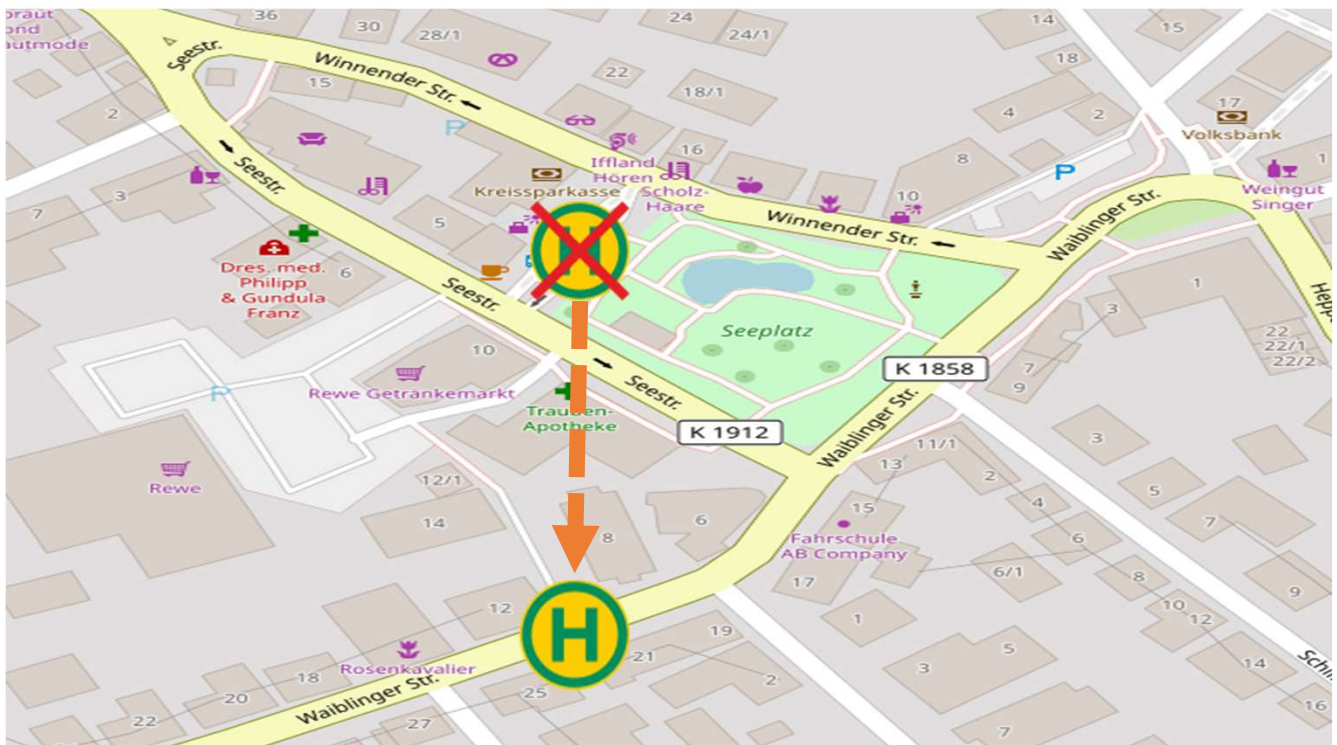 36
30
28/1
24
24/1
14
15
Seestr.
Winnender Str.
22
18/1
18
15
2
P
4
2
17
Volksbank
16
Iffland
Hören
Scholz-
Haare
Kreissparkasse
8
P
1
Weingut
Singer
Seestr.
3
7
5
10
Winnender Str.
Waiblinger Str.
H
Dres. med.
Philipp
& Gundula
Franz
6
Seestr.
Seeplatz
1
3
22
22/1
22/2
K 1858
7
9
10
Rewe Getränkemarkt
P
Trauben-
Apotheke
Seestr.
K 1912
Waiblinger Str.
11/1
13
2
3
Rewe
12/1
14
8
6
15
Fahrschule
AB Company
4
5
7
6
6/1
8
9
17
10
12
1
12
H
19
21
2
3
5
14
16
Rosenkavalier
18
20
22
25
27
Waiblinger Str.
7